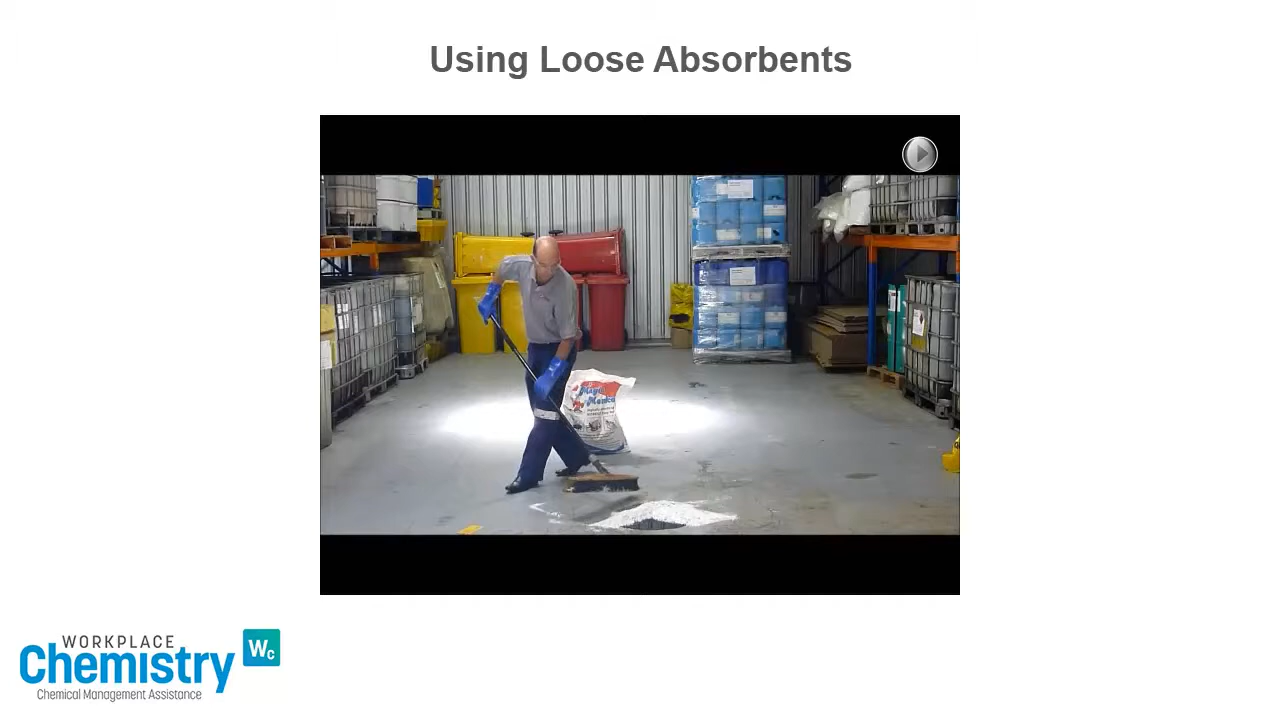 Using Loose Absorbents
WORKPLACE
Chemistry
Chemical Management Assistance
Wc